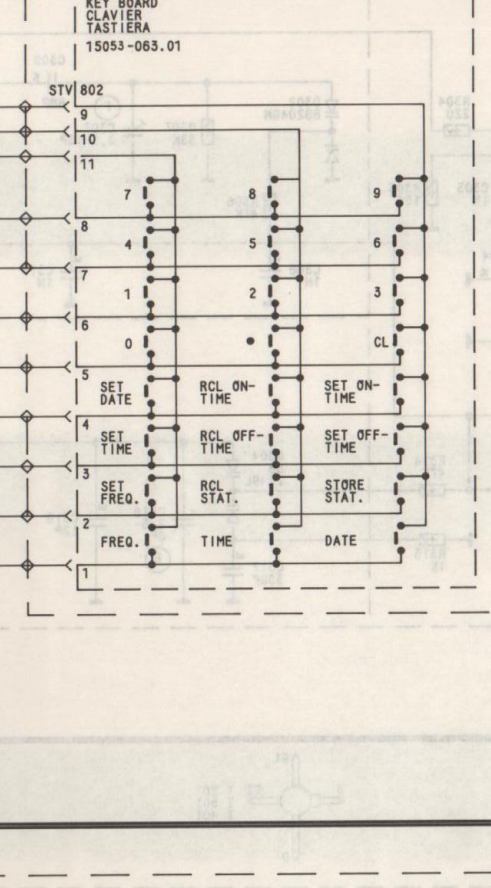 KEY BOARD
CLAVIER
TASTIERA
15053-063.01
STV 802
9
10
11
7 8 9
8
4 5 6
7
1 2 3
6
0 • CL
5
SET DATE
RCL ON-TIME
SET ON-TIME
4
SET TIME
RCL OFF-TIME
SET OFF-TIME
3
SET FREQ.
RCL STAT.
STORE STAT.
2
FREQ. TIME DATE
1